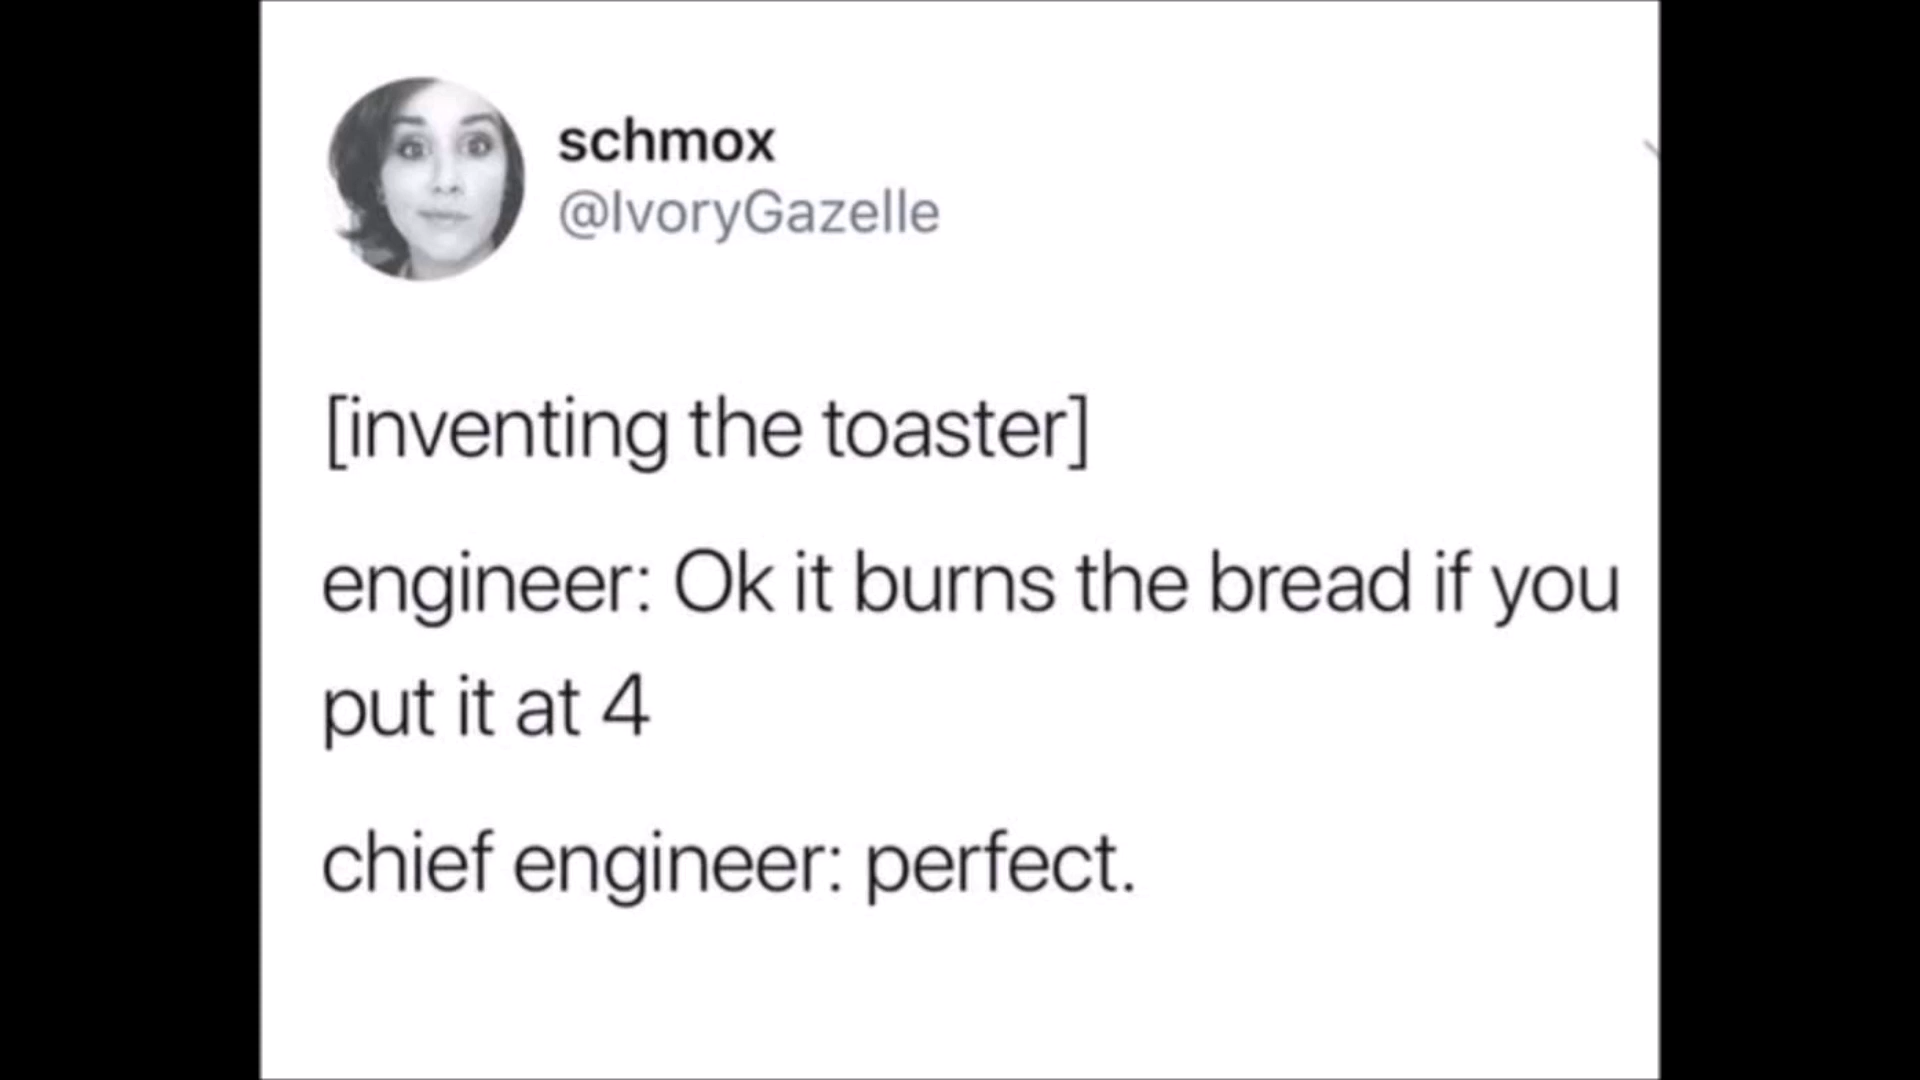 schmox
@IvoryGazelle
[inventing the toaster]
engineer: Ok it burns the bread if you
put it at 4
chief engineer: perfect.